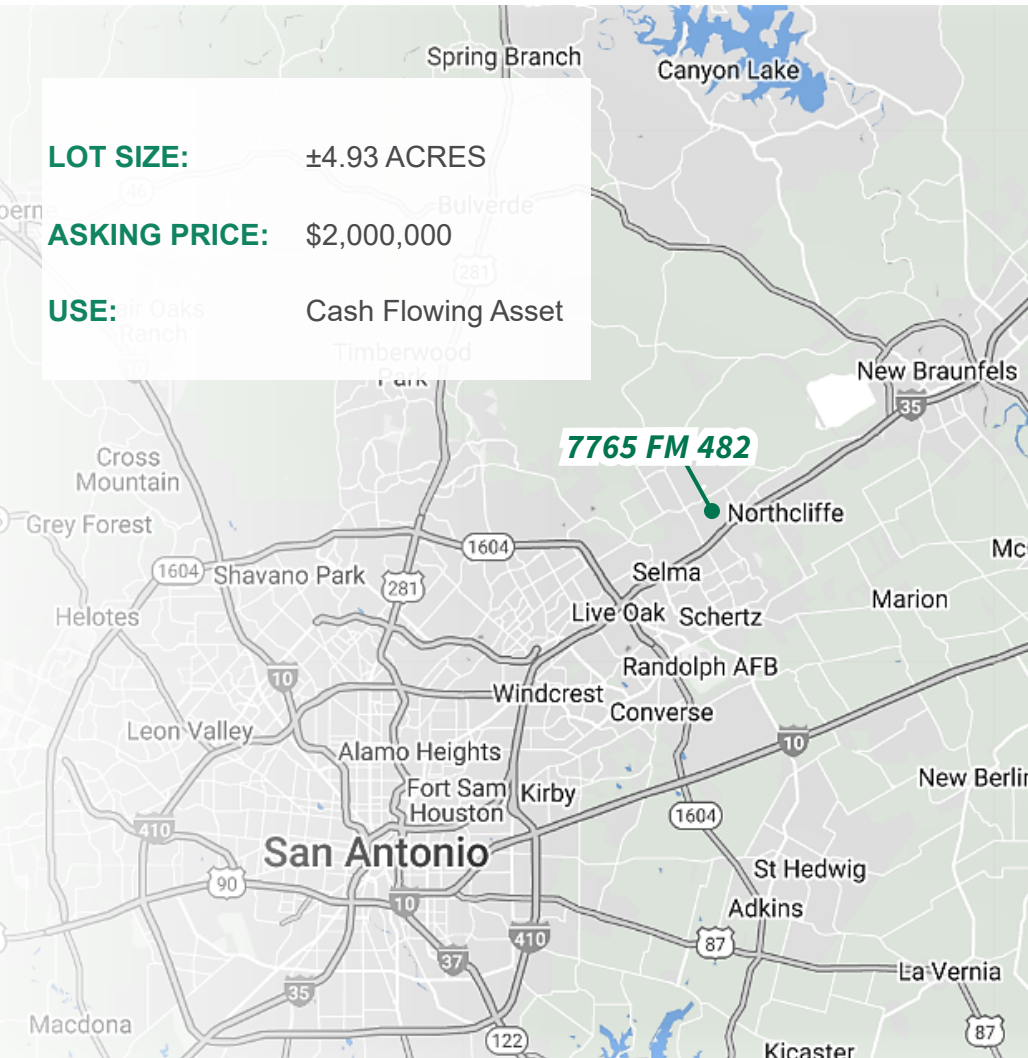 Spring Branch
Canyon Lake
LOT SIZE: ±4.93 ACRES
46
Bulverde
ASKING PRICE: $2,000,000
281
USE: Cash Flowing Asset
Ranch
Timberwood
Park
10
New Braunfels
35
7765 FM 482
Cross
Mountain
Northcliffe
Grey Forest
1604
1604
Shavano Park
281
Selma
Marion
Helotes
Live Oak
Schertz
Randolph AFB
10
Windcrest
Converse
Leon Valley
10
Alamo Heights
Fort Sam
Houston
Kirby
New Berlin
1604
410
San Antonio
St Hedwig
90
10
Adkins
410
87
37
La Vernia
35
Macdona
122
87
Kicaster